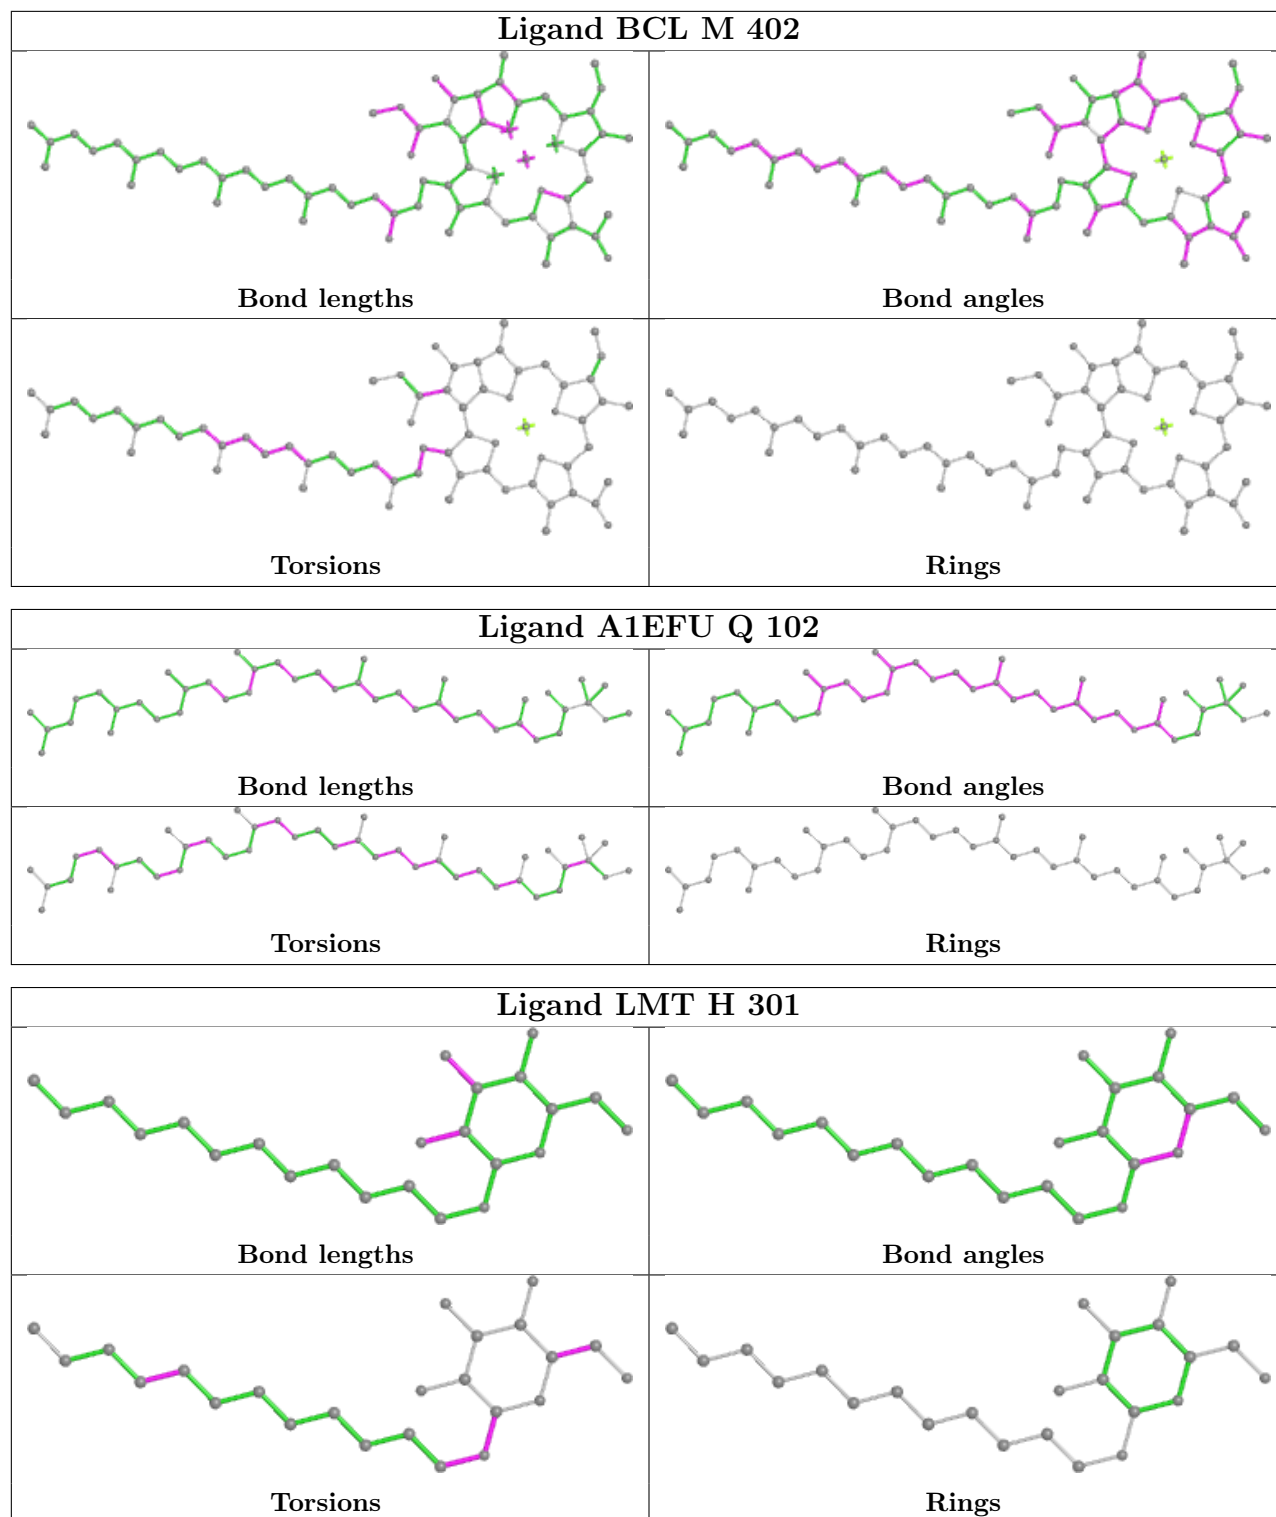 Ligand BCL M 402
Bond lengths
Bond angles
Torsions
Rings
Ligand A1EFU Q 102
Bond lengths
Bond angles
Torsions
Rings
Ligand LMT H 301
Bond lengths
Bond angles
Torsions
Rings